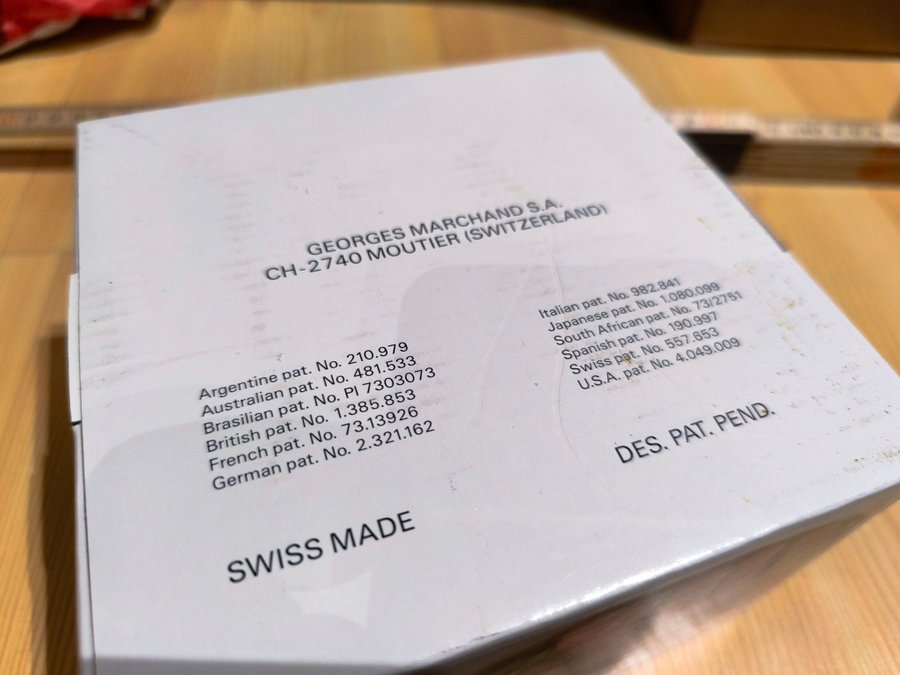 GEORGES MARCHAND S.A.
CH-2740 MOUTIER (SWITZERLAND)
Argentine pat. No. 210.979
Australian pat. No. 481.533
Brasilian pat. No. PI 7303073
British pat. No. 1.385.853
French pat. No. 73.13926
German pat. No. 2.321.162
Italian pat. No. 982.841
Japanese pat. No. 1.080.099
South African pat. No. 73/2751
Spanish pat. No. 190.997
Swiss pat. No. 557.653
U.S.A. pat. No. 4.049.009
SWISS MADE
DES. PAT. PEND.